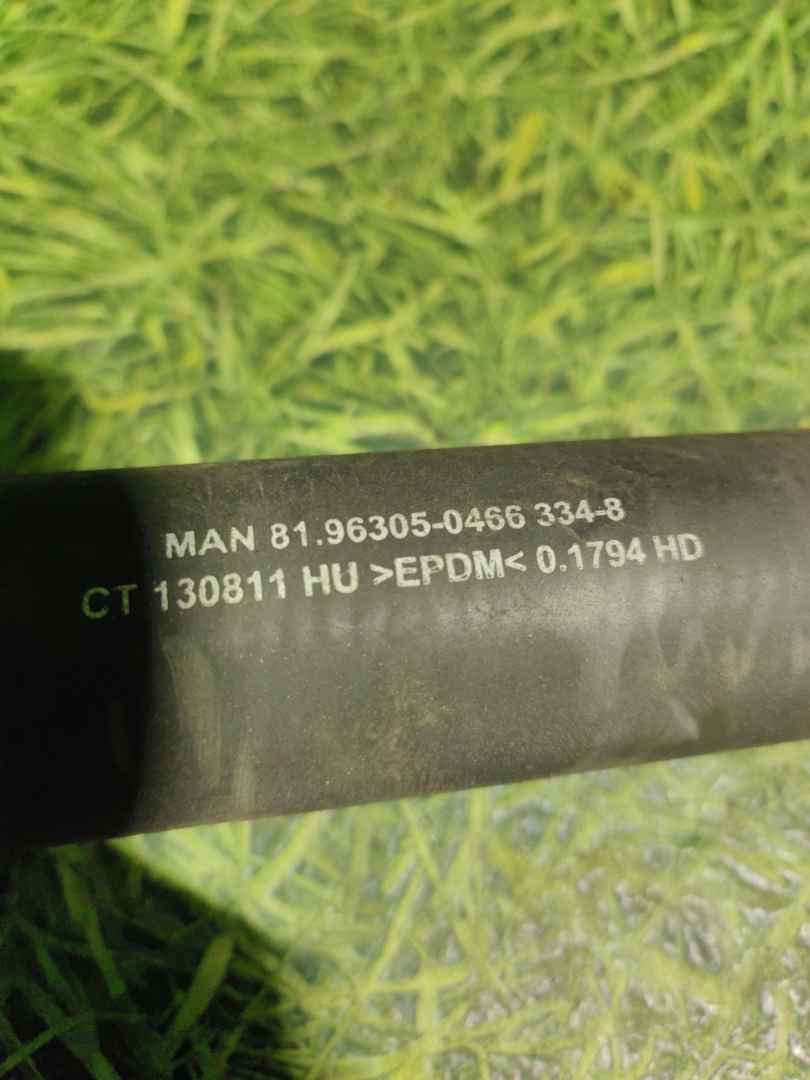 MAN 81.96305-0466 334-8
CT 130811 HU >EPDM< 0.1794 HD